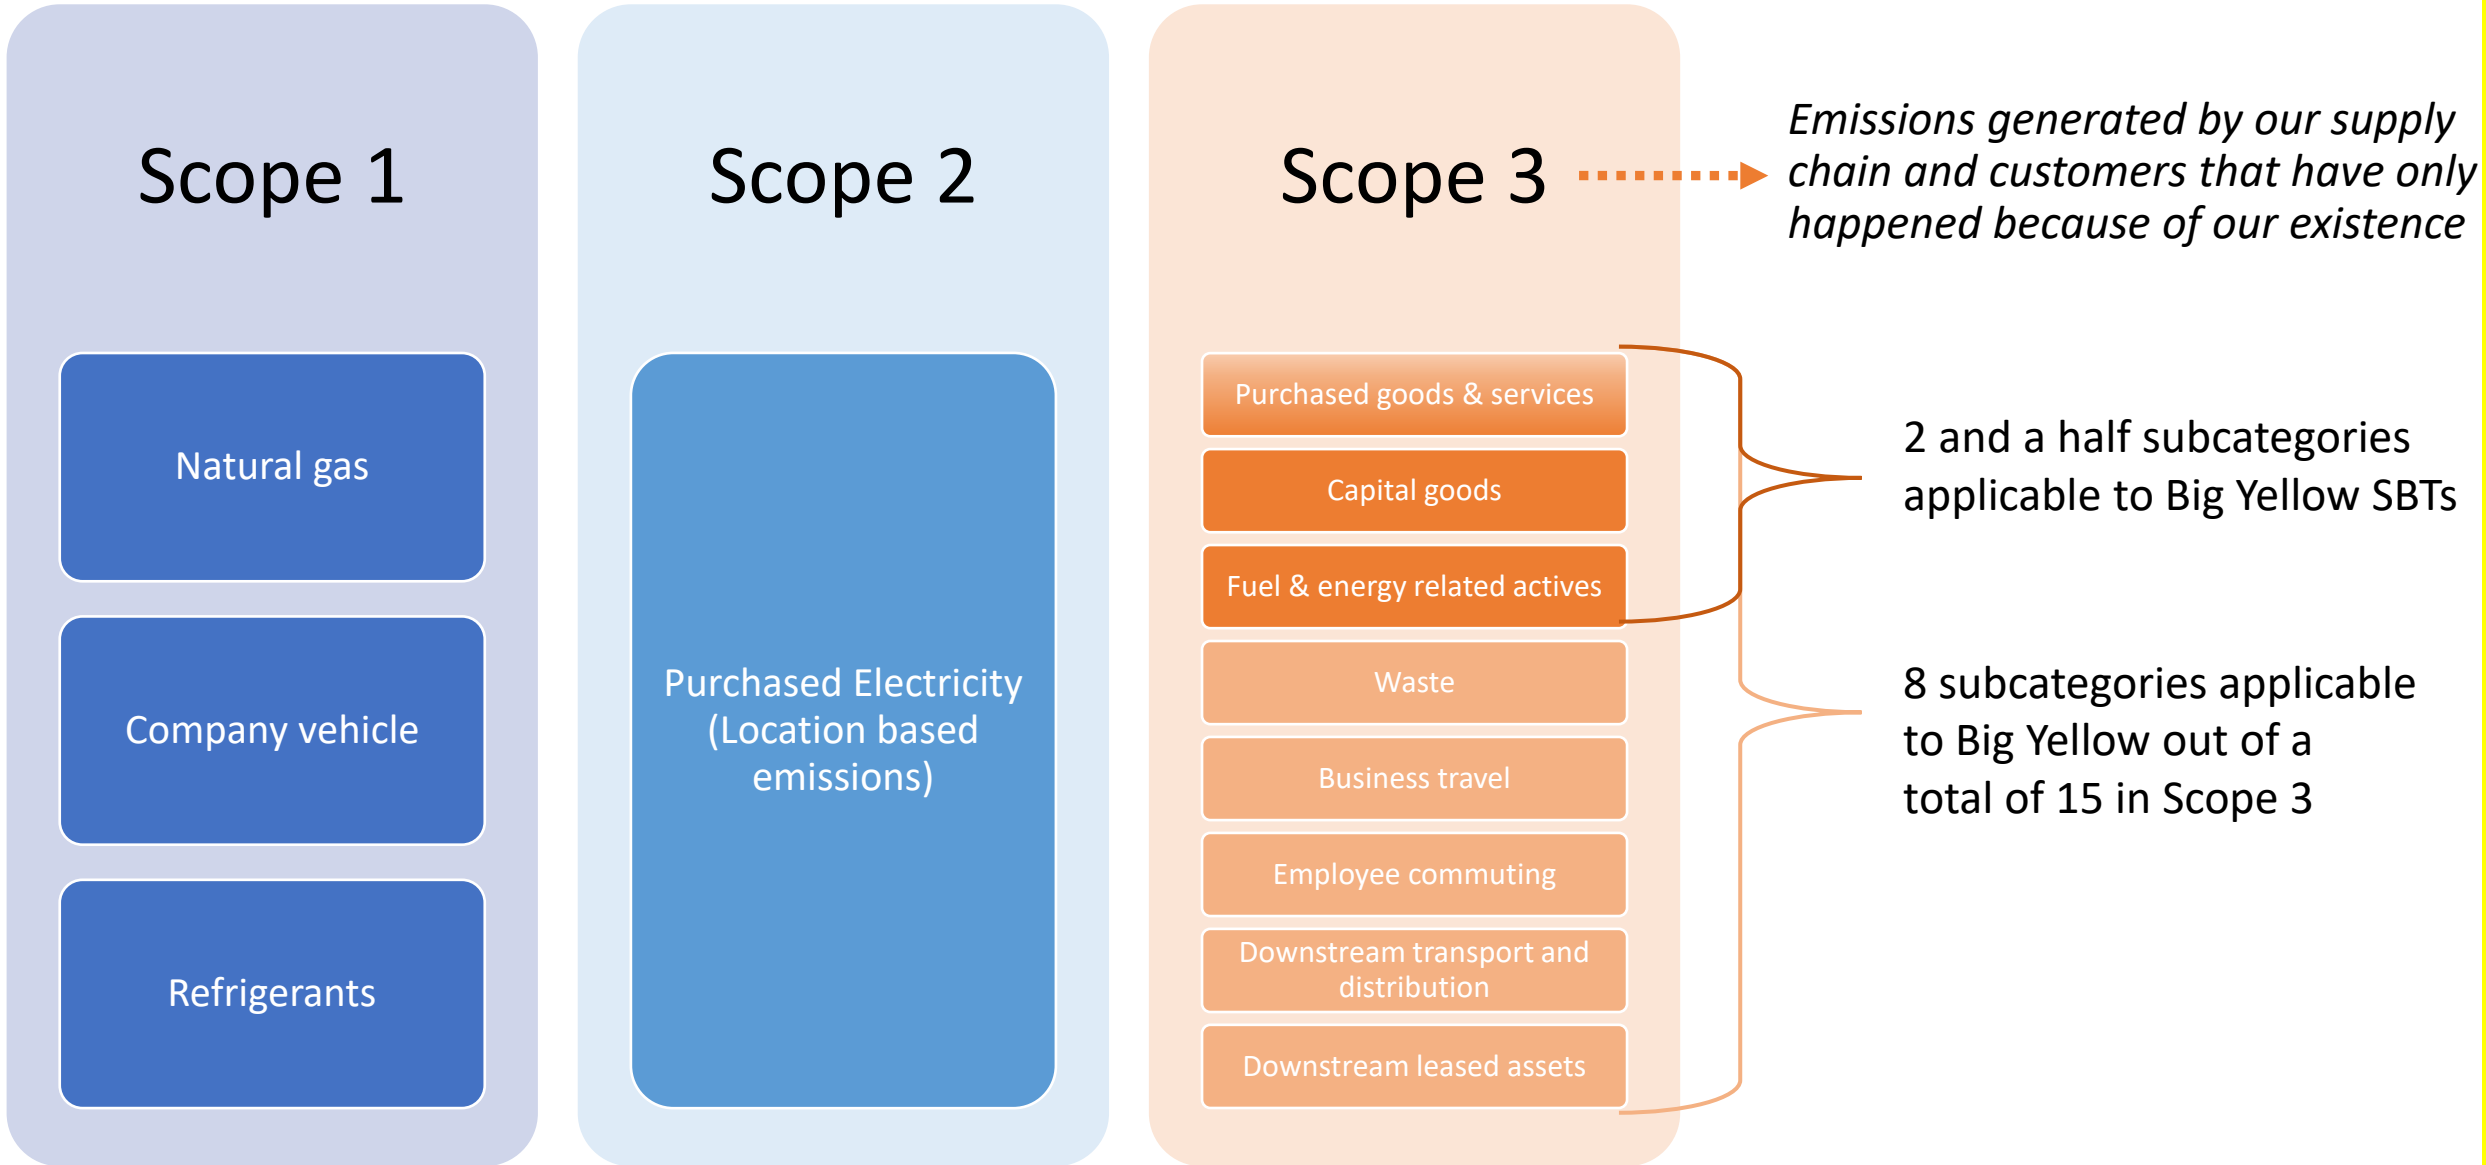 Scope 1
Natural gas
Company vehicle
Refrigerants
Scope 2
Purchased Electricity
(Location based
emissions)
Scope 3
Purchased goods & services
Capital goods
Fuel & energy related actives
Waste
Business travel
Employee commuting
Downstream transport and
distribution
Downstream leased assets
Emissions generated by our supply
chain and customers that have only
happened because of our existence
2 and a half subcategories
applicable to Big Yellow SBTs
8 subcategories applicable
to Big Yellow out of a
total of 15 in Scope 3